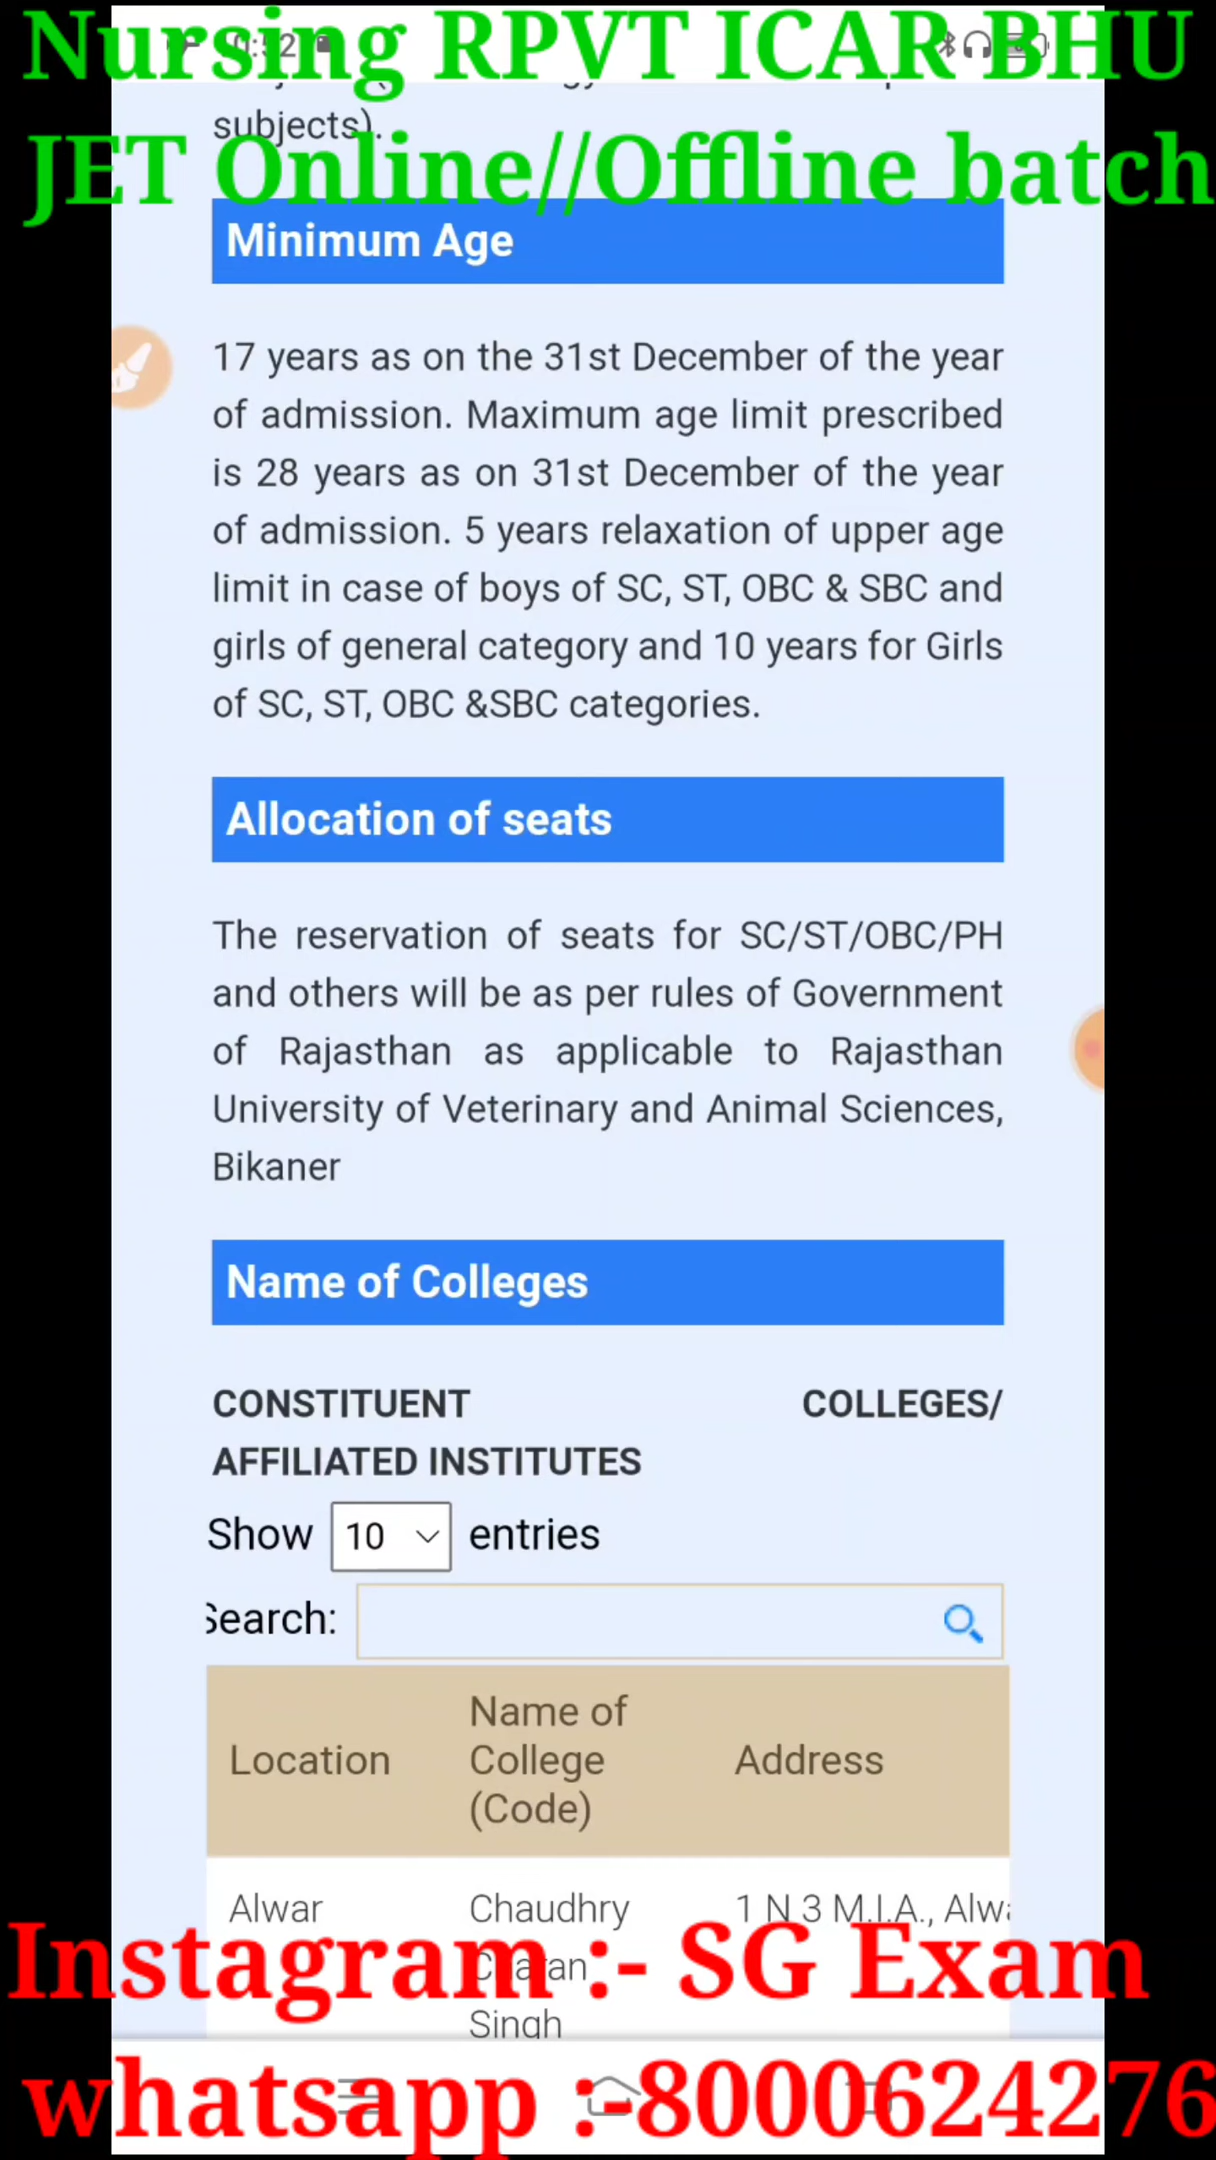 Nursing RPVT ICAR BHU
JET Online//Offline batch
subjects).
Minimum Age
17 years as on the 31st December of the year
of admission. Maximum age limit prescribed
is 28 years as on 31st December of the year
of admission. 5 years relaxation of upper age
limit in case of boys of SC, ST, OBC & SBC and
girls of general category and 10 years for Girls
of SC, ST, OBC &SBC categories.
Allocation of seats
The reservation of seats for SC/ST/OBC/PH
and others will be as per rules of Government
of Rajasthan as applicable to Rajasthan
University of Veterinary and Animal Sciences,
Bikaner
Name of Colleges
CONSTITUENT COLLEGES/
AFFILIATED INSTITUTES
Show 10 entries
Search:
Location
Name of
College
(Code)
Address
Alwar
Chaudhry
1 N 3 M.I.A.,
Singh
Instagram :- SG Exam
whatsapp :-8000624276